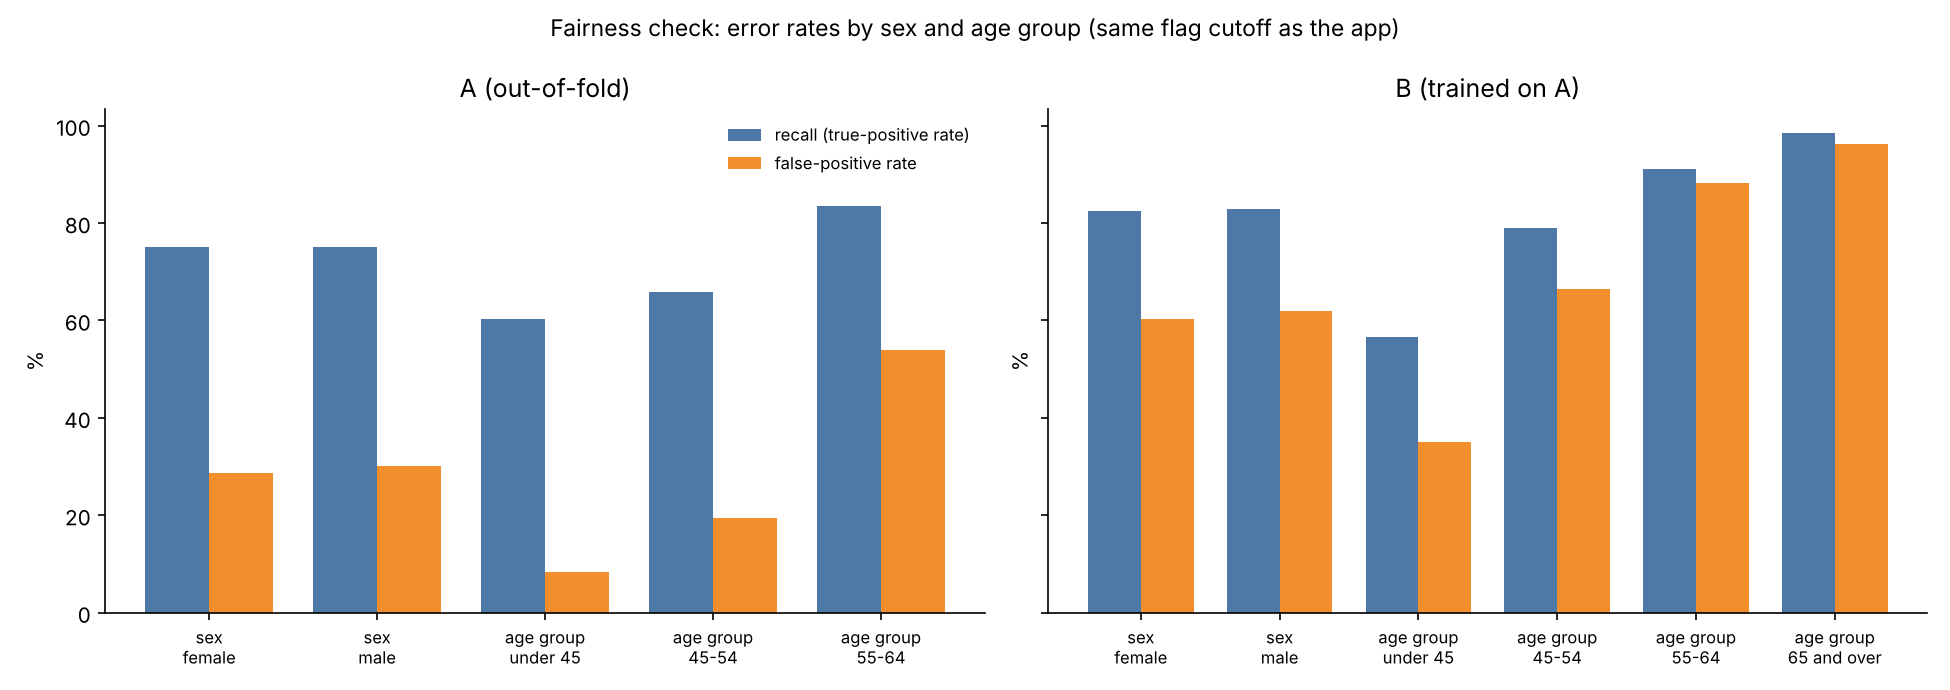 Fairness check: error rates by sex and age group (same flag cutoff as the app)
A (out-of-fold)
recall (true-positive rate)
false-positive rate
100
80
60
40
20
0
%
sex
female
sex
male
age group
under 45
age group
45-54
age group
55-64
B (trained on A)
%
sex
female
sex
male
age group
under 45
age group
45-54
age group
55-64
age group
65 and over